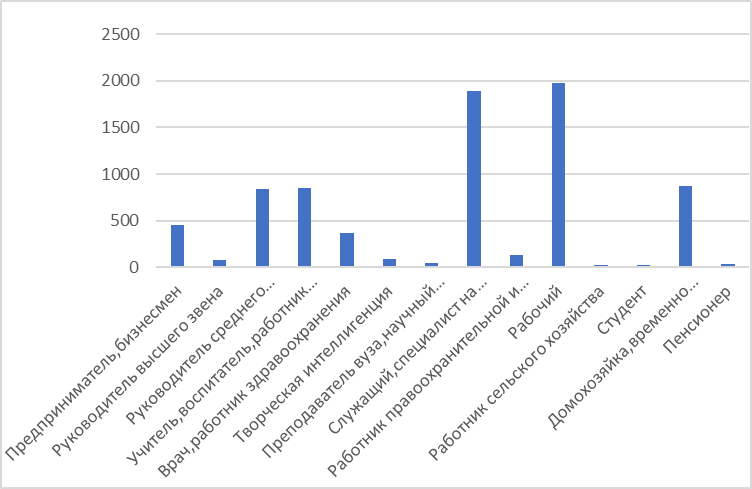 2500
2000
1500
1000
500
0
Предприниматель,бизнесмен
Руководитель высшего звена
Руководитель среднего…
Учитель,воспитатель,работник…
Врач,работник здравоохранения
Творческая интеллигенция
Преподаватель вуза,научный…
Служащий,специалист на…
Работник правоохранительной и…
Рабочий
Работник сельского хозяйства
Студент
Домохозяйка,временно…
Пенсионер